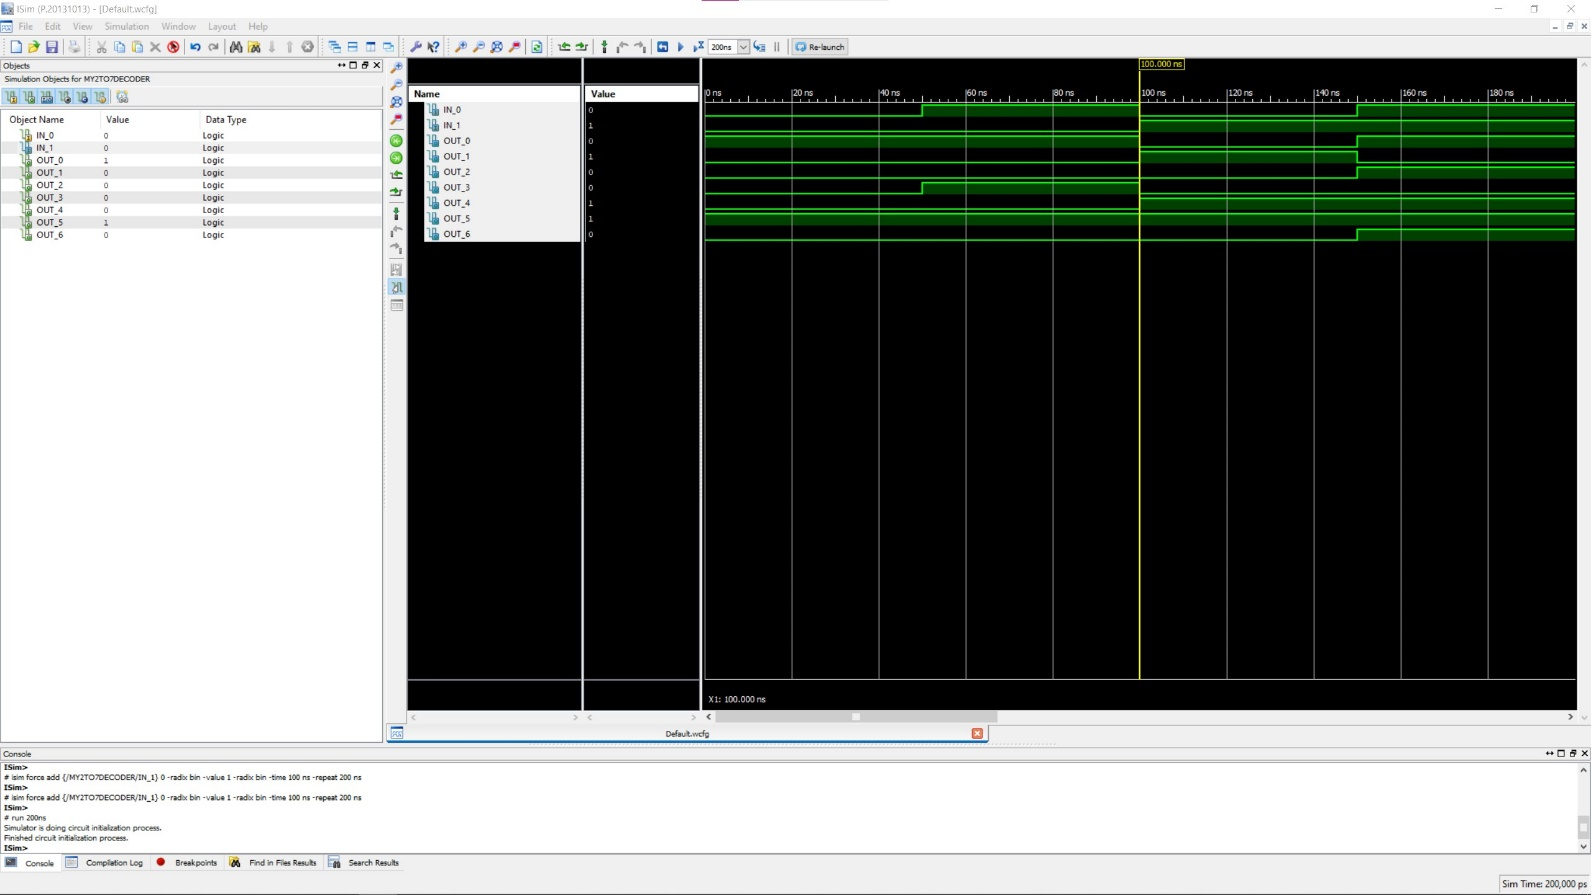 ISim (P.20131013) - [Default.wcfg]
File Edit View Simulation Window Layout Help
200ns Re-launch
Objects
Simulation Objects for MY2TO7DECODER
Object Name Value Data Type
IN_0 0 Logic
IN_1 0 Logic
OUT_0 1 Logic
OUT_1 0 Logic
OUT_2 0 Logic
OUT_3 0 Logic
OUT_4 0 Logic
OUT_5 1 Logic
OUT_6 0 Logic
100.000 ns
Name Value
0 ns 20 ns 40 ns 60 ns 80 ns 100 ns 120 ns 140 ns 160 ns 180 ns
IN_0 0
IN_1 1
OUT_0 0
OUT_1 1
OUT_2 0
OUT_3 0
OUT_4 1
OUT_5 1
OUT_6 0
X1: 100.000 ns
Default.wcfg
Console
ISim>
# isim force add {/MY2TO7DECODER/IN_1} 0 -radix bin -value 1 -radix bin -time 100 ns -repeat 200 ns
ISim>
# isim force add {/MY2TO7DECODER/IN_1} 0 -radix bin -value 1 -radix bin -time 100 ns -repeat 200 ns
ISim>
# run 200ns
Simulator is doing circuit initialization process.
Finished circuit initialization process.
ISim>
Console Compilation Log Breakpoints Find in Files Results Search Results
Sim Time: 200,000 ps